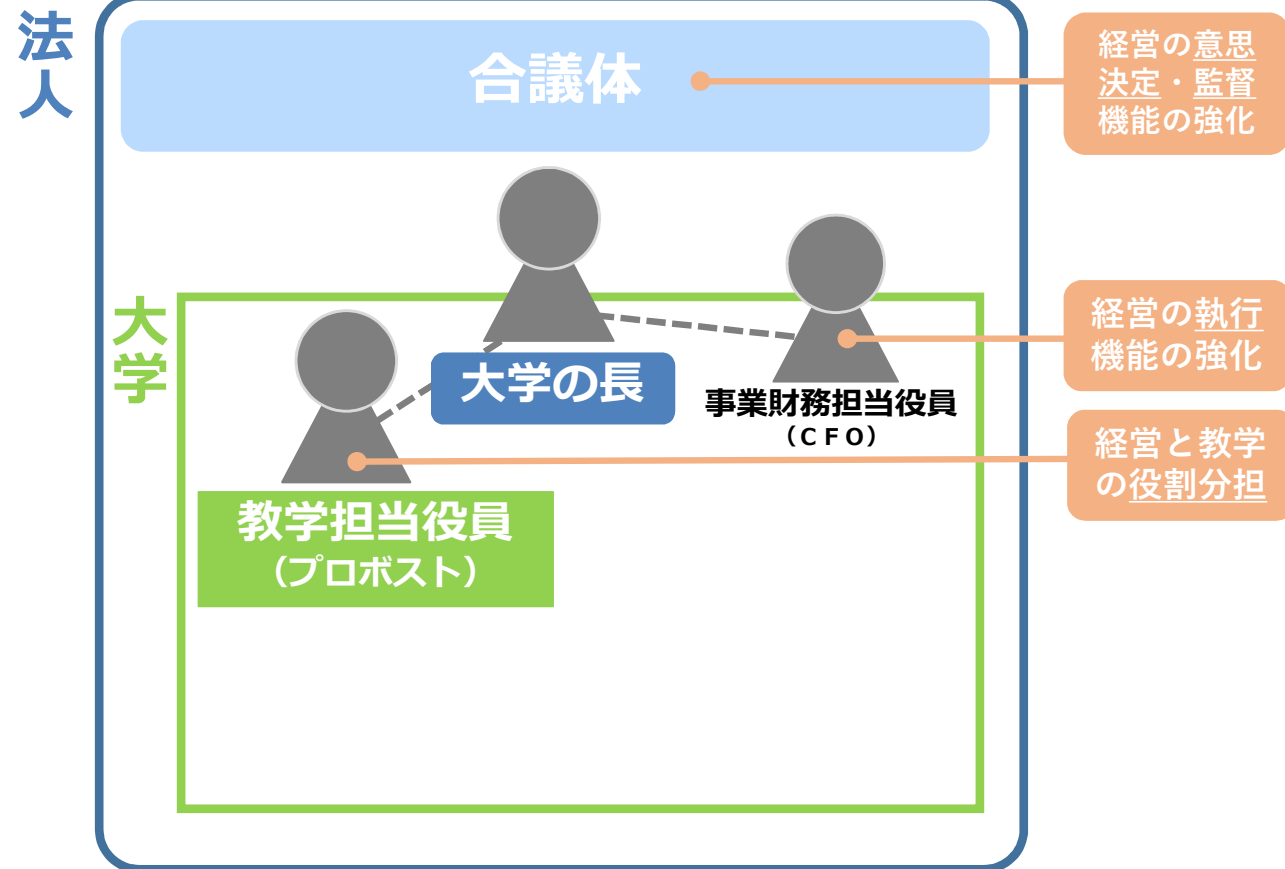 法人
合議体
経営の意思
決定・監督
機能の強化
大学
大学の長
事業財務担当役員
（ＣＦＯ）
経営の執行
機能の強化
経営と教学
の役割分担
教学担当役員
（プロボスト）